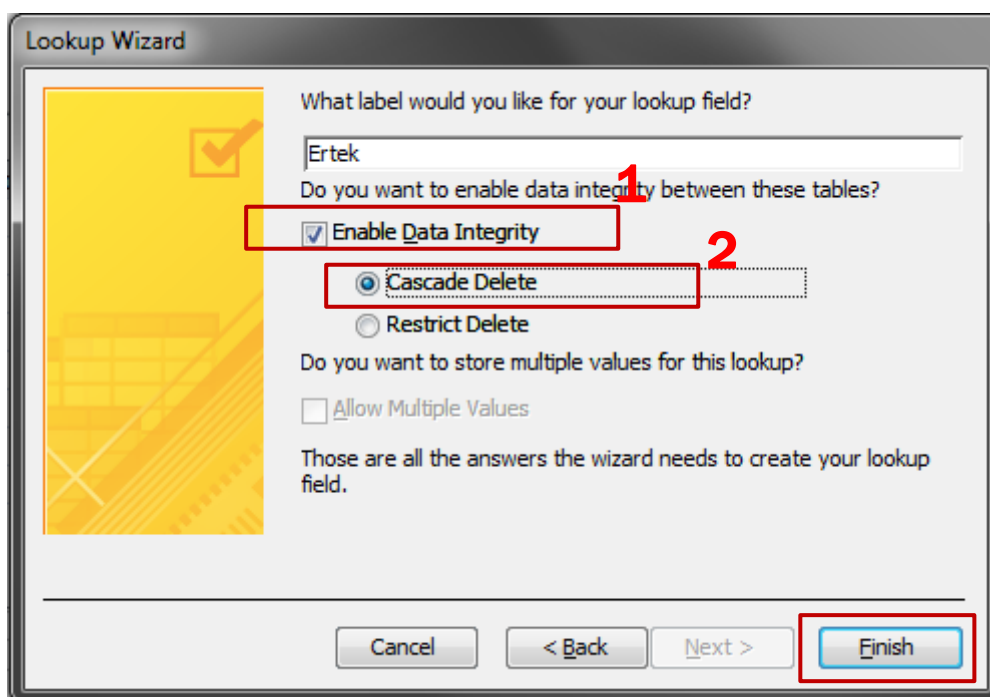 Lookup Wizard
What label would you like for your lookup field?
Ertek
1
Do you want to enable data integrity between these tables?
Enable Data Integrity
2
Cascade Delete
Restrict Delete
Do you want to store multiple values for this lookup?
Allow Multiple Values
Those are all the answers the wizard needs to create your lookup
field.
Cancel
< Back
Next >
Finish